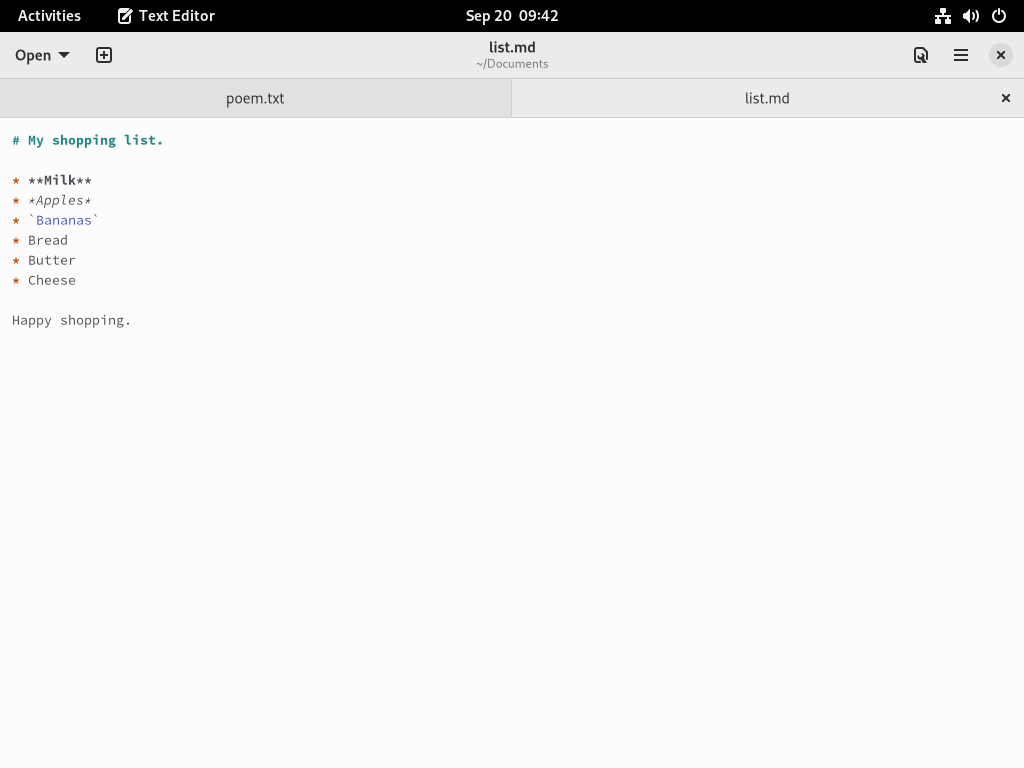 Activities Text Editor Sep 20 09:42
Open list.md
~/Documents
poem.txt list.md
# My shopping list.
* **Milk**
* *Apples*
* `Bananas`
* Bread
* Butter
* Cheese
Happy shopping.